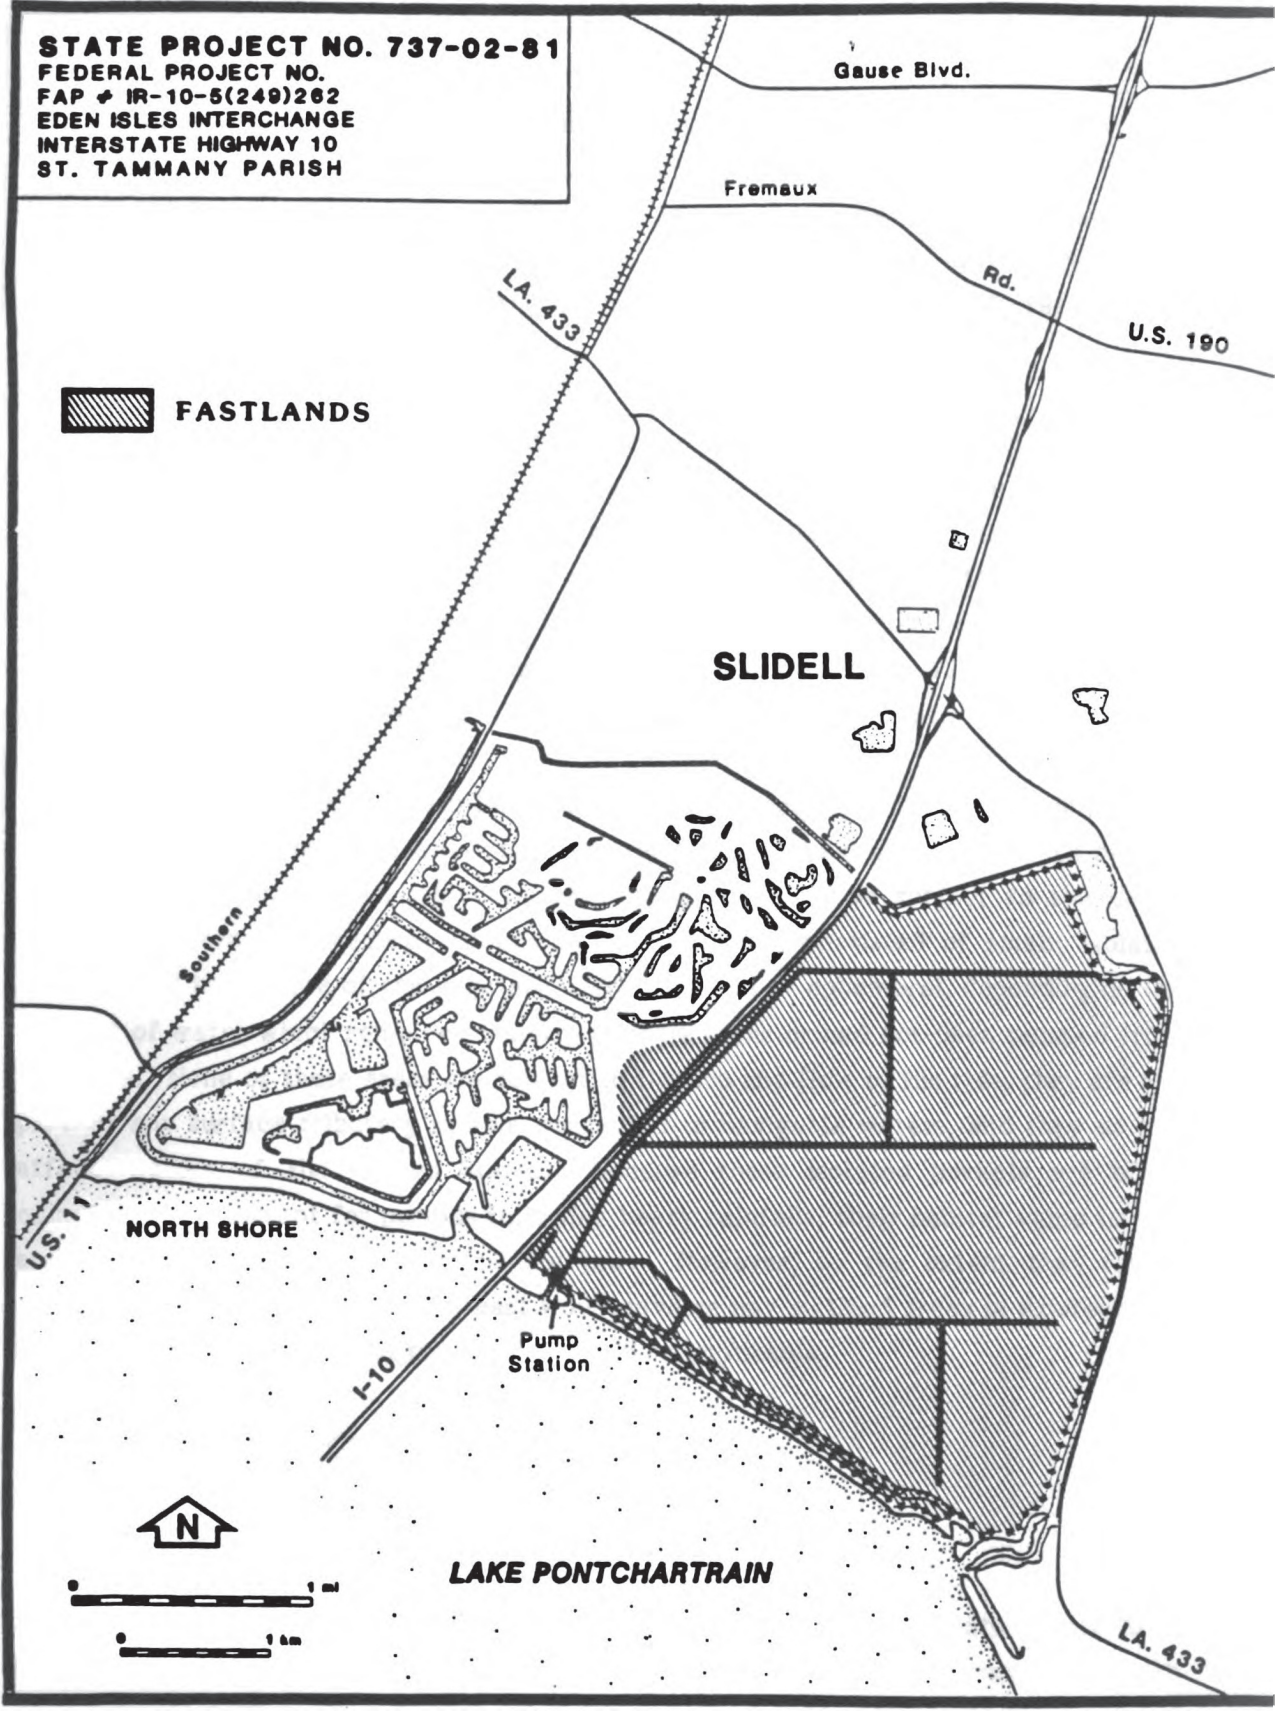 STATE PROJECT NO. 737-02-81
FEDERAL PROJECT NO.
FAP # IR-10-5(249)262
EDEN ISLES INTERCHANGE
INTERSTATE HIGHWAY 10
ST. TAMMANY PARISH
Gause Blvd.
Fremaux
Rd.
U.S. 190
LA. 433
FASTLANDS
SLIDELL
Southern
U.S. 11
NORTH SHORE
I-10
Pump
Station
N
0 1 mi
0 1 km
LAKE PONTCHARTRAIN
LA. 433